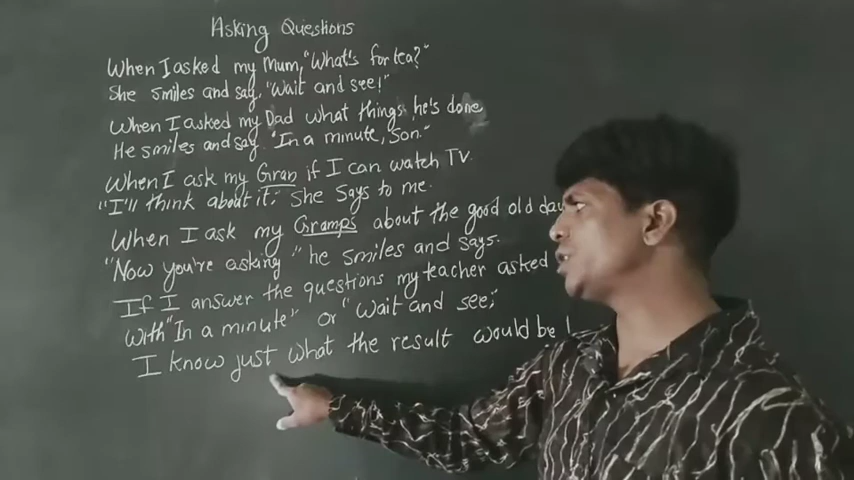 Asking Questions
When I asked my Mum, "What's for tea?"
She smiles and say, "Wait and see!"
When I asked my Dad what things he's done
He smiles and say "In a minute, son."
When I ask my Gran if I can watch TV.
"I'll think about it," She says to me.
When I ask my Gramps about the good old day
"Now you're asking" he smiles and says.
If I answer the questions my teacher asked
with "In a minute" or "wait and see,"
I know just what the result would be!